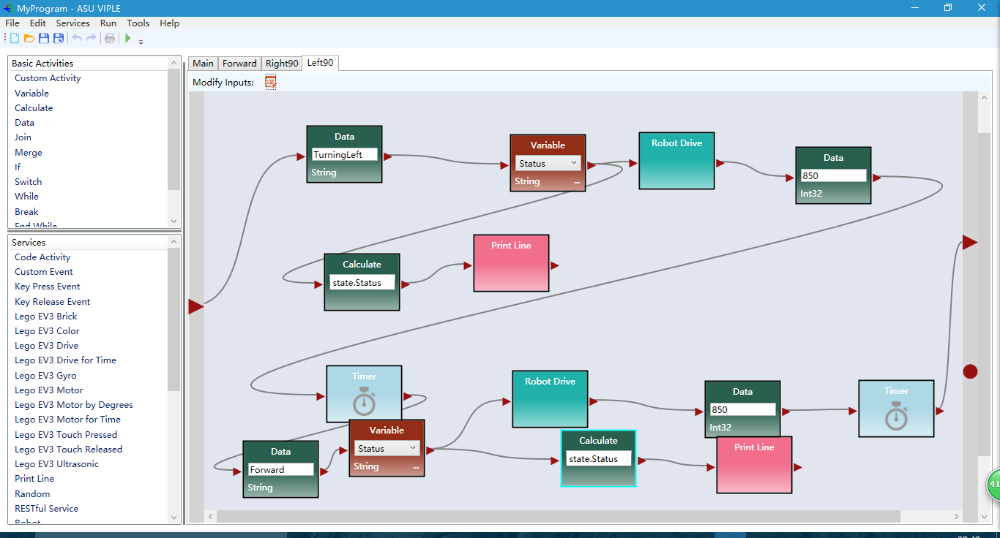 MyProgram - ASU VIPLE
File Edit Services Run Tools Help
Basic Activities
Custom Activity
Variable
Calculate
Data
Join
Merge
If
Switch
While
Break
End While
Services
Code Activity
Custom Event
Key Press Event
Key Release Event
Lego EV3 Brick
Lego EV3 Color
Lego EV3 Drive
Lego EV3 Drive for Time
Lego EV3 Gyro
Lego EV3 Motor
Lego EV3 Motor by Degrees
Lego EV3 Motor for Time
Lego EV3 Touch Pressed
Lego EV3 Touch Released
Lego EV3 Ultrasonic
Print Line
Random
RESTful Service
Robot
Main Forward Right90 Left90
Modify Inputs:
Data
TurningLeft
String
Variable
Status
String ...
Robot Drive
Data
850
Int32
Calculate
state.Status
Print Line
Timer
Data
Forward
String
Variable
Status
String ...
Robot Drive
Calculate
state.Status
Data
850
Int32
Print Line
Timer
41